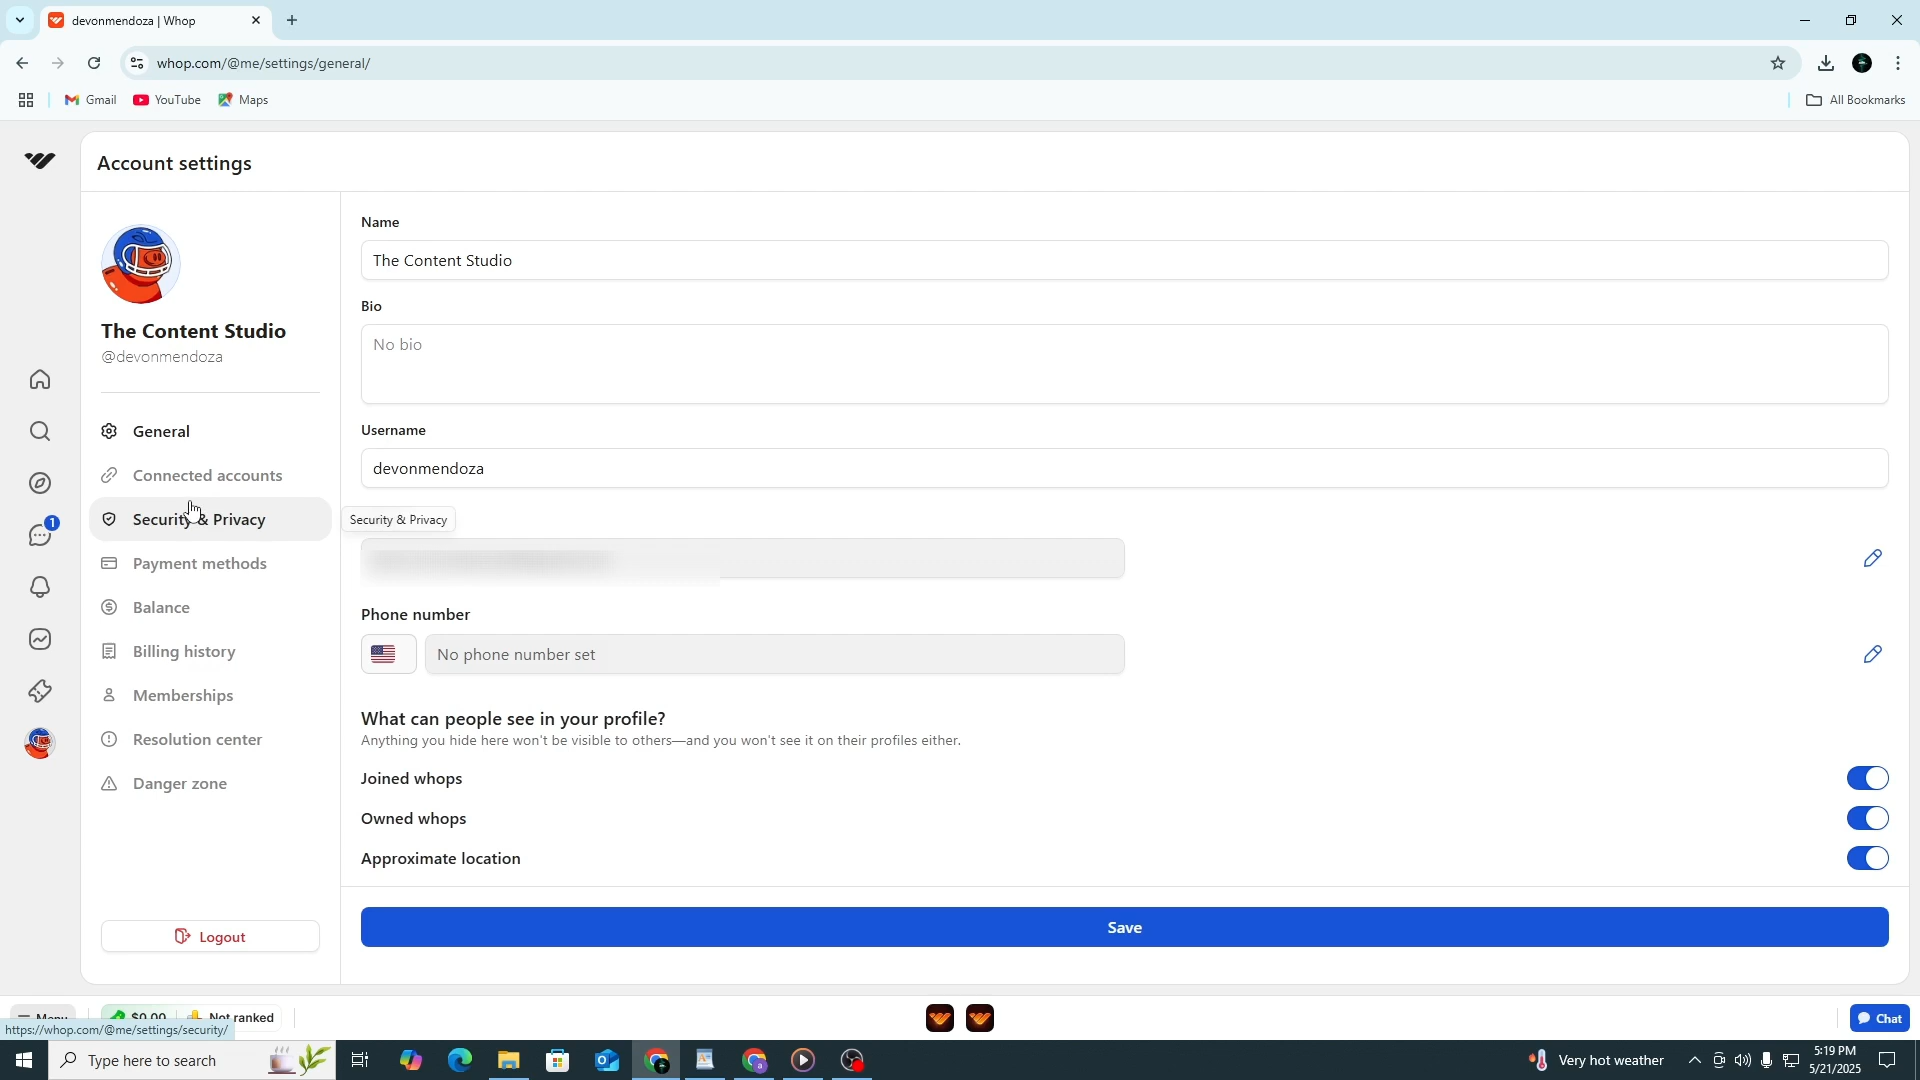 devonmendoza | Whop
whop.com/@me/settings/general/
Gmail
YouTube
Maps
All Bookmarks
Account settings
The Content Studio
@devonmendoza
General
Connected accounts
1
Security & Privacy
Payment methods
Balance
Billing history
Memberships
Resolution center
Danger zone
Logout
Name
The Content Studio
Bio
No bio
Username
devonmendoza
Security & Privacy
Phone number
No phone number set
What can people see in your profile?
Anything you hide here won't be visible to others—and you won't see it on their profiles either.
Joined whops
Owned whops
Approximate location
Save
Menu
$0.00
Not ranked
Chat
https://whop.com/@me/settings/security/
Type here to search
Very hot weather
5:19 PM
5/21/2025